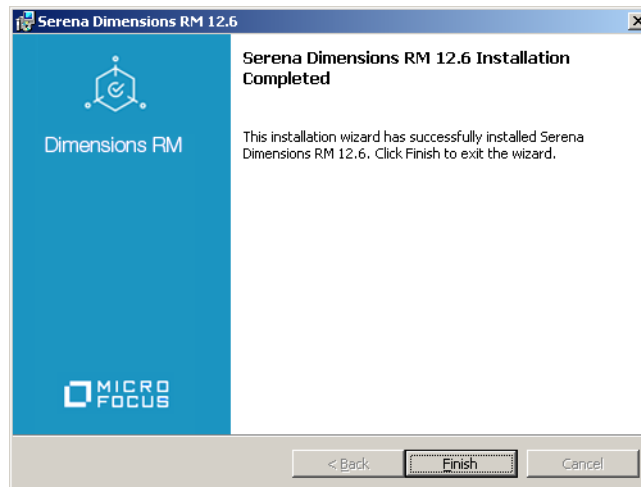 Serena Dimensions RM 12.6
Serena Dimensions RM 12.6 Installation
Completed
Dimensions RM
This installation wizard has successfully installed Serena
Dimensions RM 12.6. Click Finish to exit the wizard.
MICRO
FOCUS
< Back
Finish
Cancel